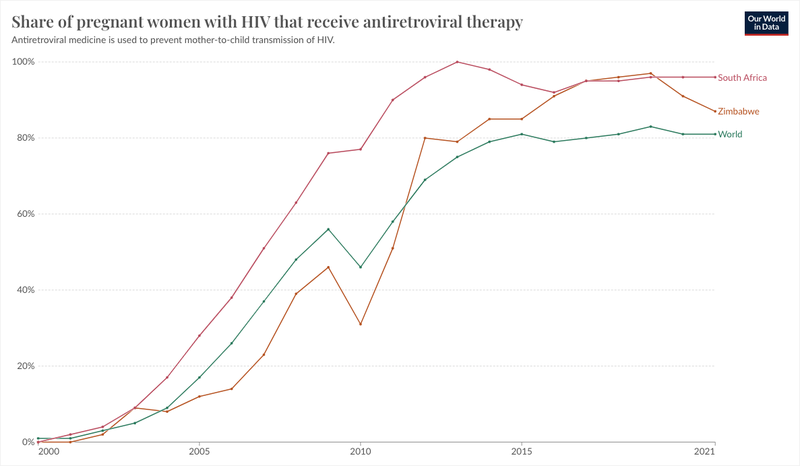 Share of pregnant women with HIV that receive antiretroviral therapy
Antiretroviral medicine is used to prevent mother-to-child transmission of HIV.
Our World
in Data
100%
80%
60%
40%
20%
0%
South Africa
Zimbabwe
World
2000
2005
2010
2015
2021